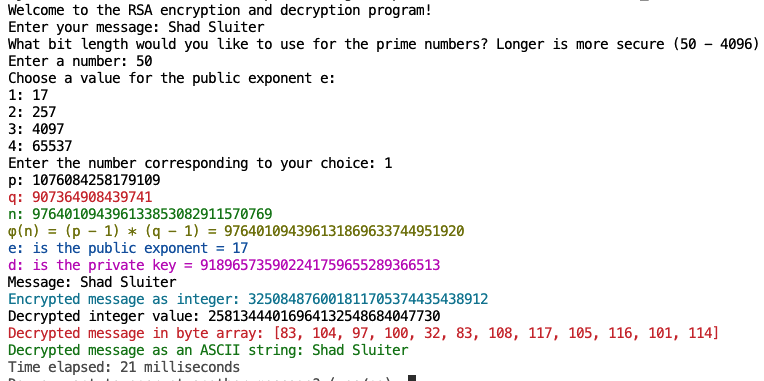 Welcome to the RSA encryption and decryption program!
Enter your message: Shad Sluiter
What bit length would you like to use for the prime numbers? Longer is more secure (50 - 4096)
Enter a number: 50
Choose a value for the public exponent e:
1: 17
2: 257
3: 4097
4: 65537
Enter the number corresponding to your choice: 1
p: 1076084258179109
q: 907364908439741
n: 976401094396133853082911570769
φ(n) = (p - 1) * (q - 1) = 976401094396131869633744951920
e: is the public exponent = 17
d: is the private key = 918965735902241759655289366513
Message: Shad Sluiter
Encrypted message as integer: 325084876001811705374435438912
Decrypted integer value: 25813444016964132548684047730
Decrypted message in byte array: [83, 104, 97, 100, 32, 83, 108, 117, 105, 116, 101, 114]
Decrypted message as an ASCII string: Shad Sluiter
Time elapsed: 21 milliseconds